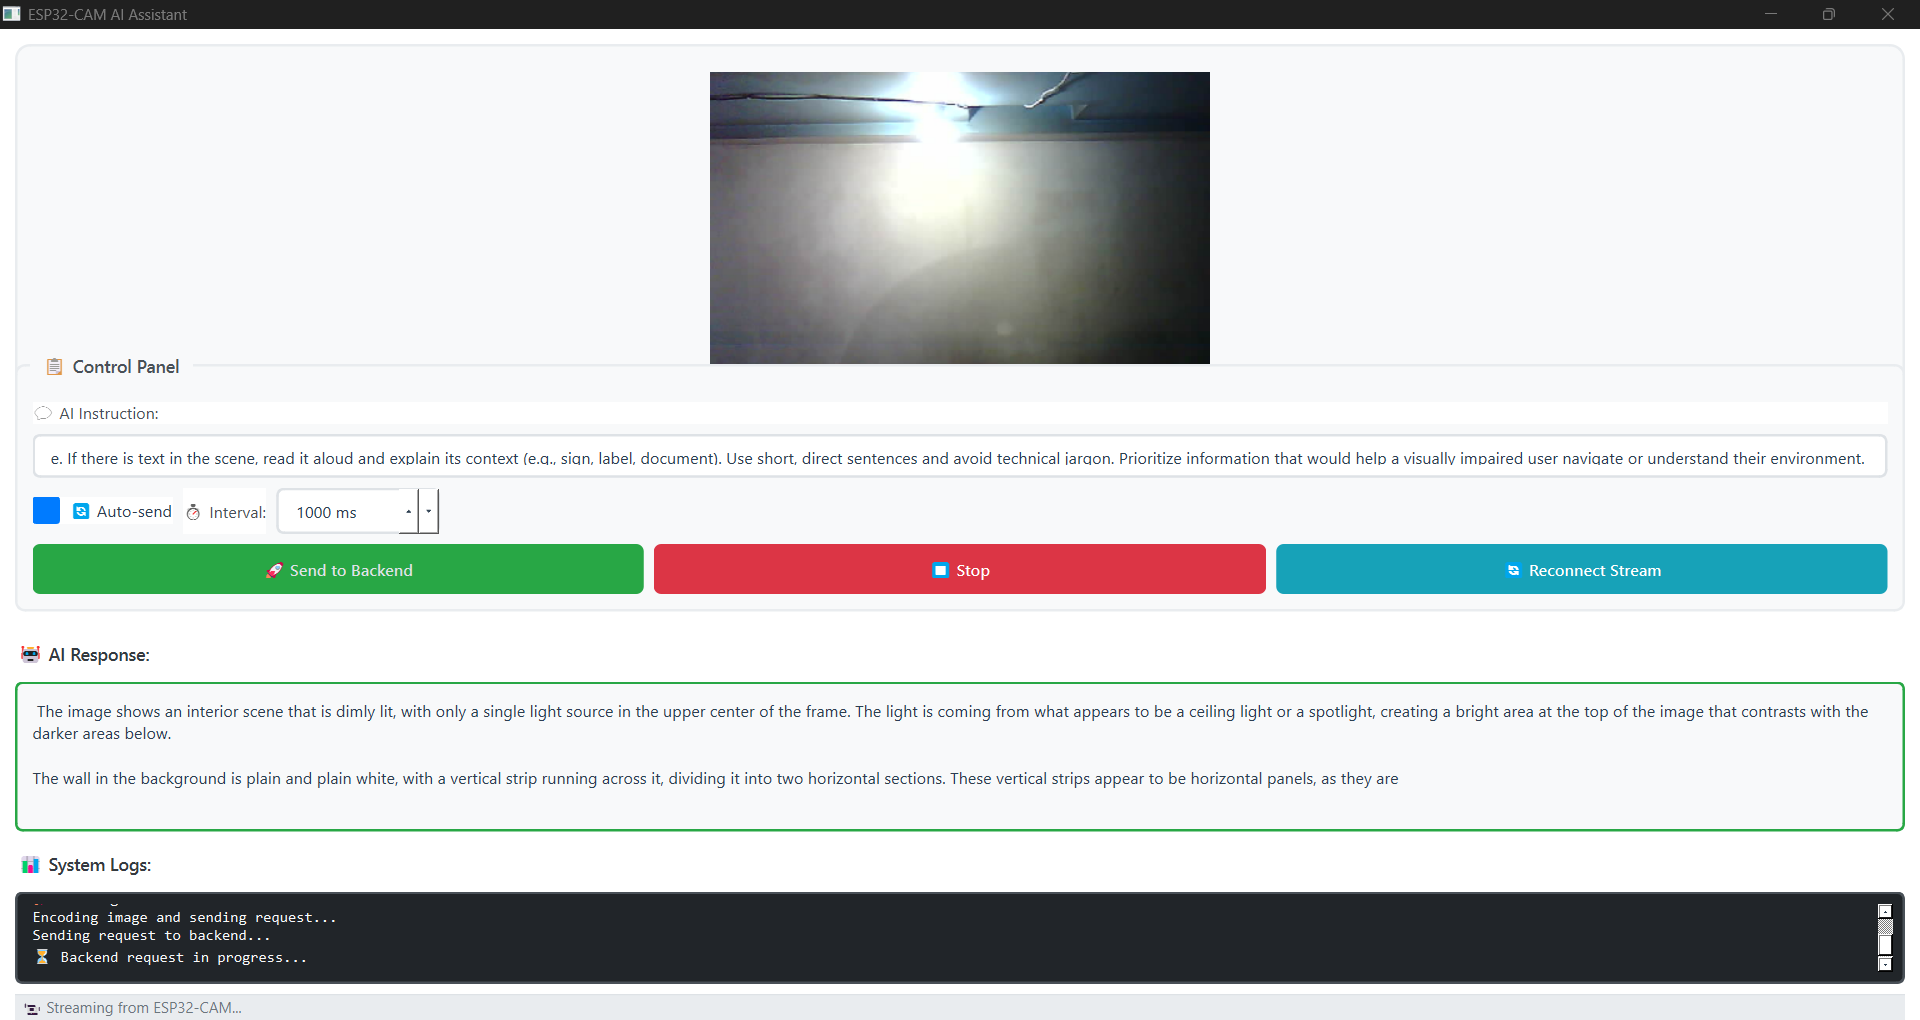 ESP32-CAM AI Assistant
Control Panel
AI Instruction:
e. If there is text in the scene, read it aloud and explain its context (e.g., sign, label, document). Use short, direct sentences and avoid technical jargon. Prioritize information that would help a visually impaired user navigate or understand their environment.
Auto-send Interval: 1000 ms
Send to Backend Stop Reconnect Stream
AI Response:
The image shows an interior scene that is dimly lit, with only a single light source in the upper center of the frame. The light is coming from what appears to be a ceiling light or a spotlight, creating a bright area at the top of the image that contrasts with the
darker areas below.
The wall in the background is plain and plain white, with a vertical strip running across it, dividing it into two horizontal sections. These vertical strips appear to be horizontal panels, as they are
System Logs:
Encoding image and sending request...
Sending request to backend...
Backend request in progress...
Streaming from ESP32-CAM...